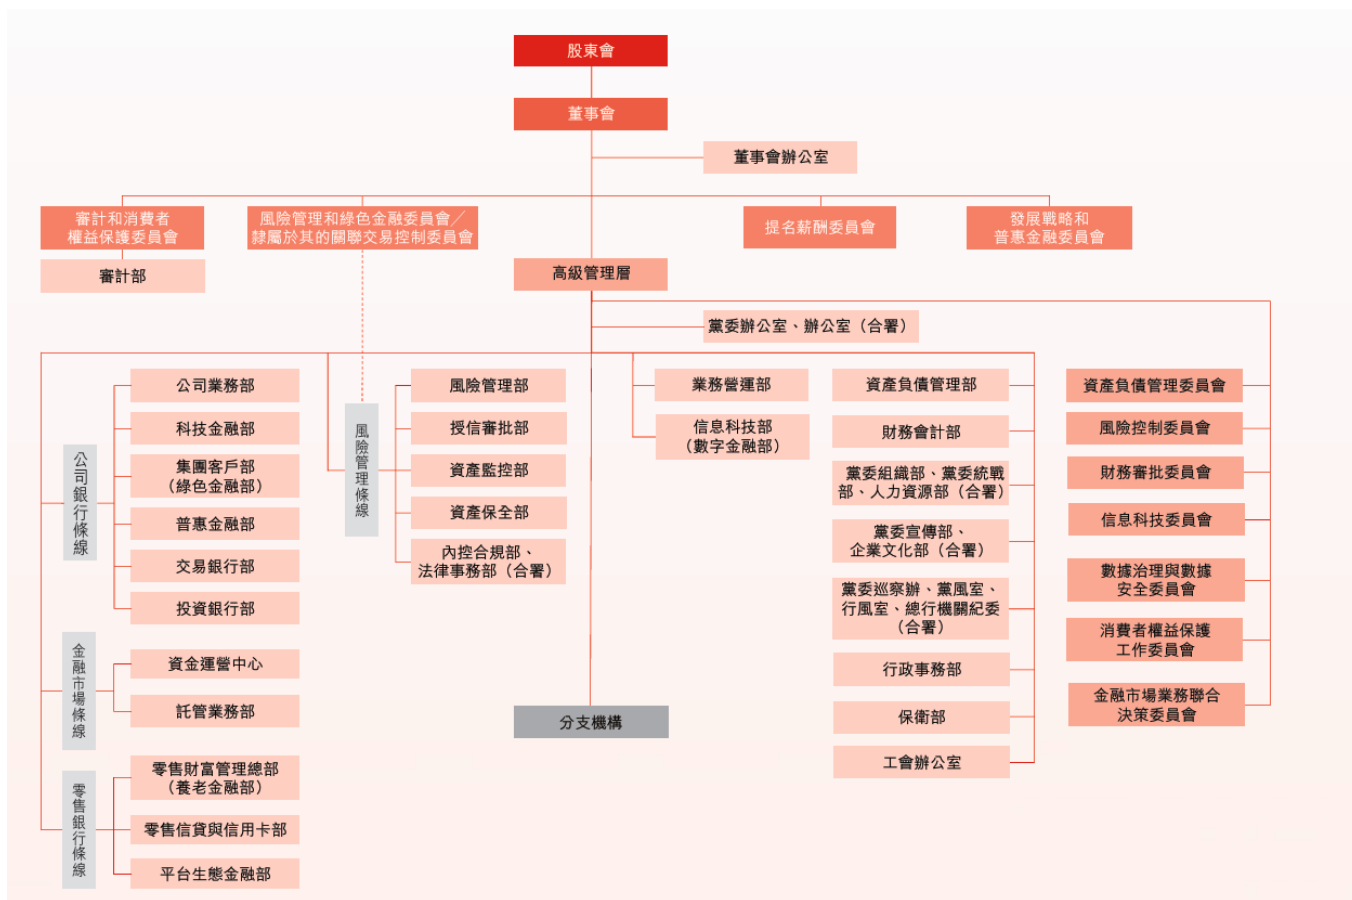 股東會
董事會
董事會辦公室
審計和消費者
權益保護委員會
風險管理和綠色金融委員會／
隸屬於其的關聯交易控制委員會
提名薪酬委員會
發展戰略和
普惠金融委員會
審計部
高級管理層
黨委辦公室、辦公室（合署）
公司銀行條線
公司業務部
科技金融部
集團客戶部
（綠色金融部）
普惠金融部
交易銀行部
投資銀行部
金融市場條線
資金運營中心
託管業務部
零售銀行條線
零售財富管理總部
（養老金融部）
零售信貸與信用卡部
平台生態金融部
風險管理條線
風險管理部
授信審批部
資產監控部
資產保全部
內控合規部、
法律事務部（合署）
業務營運部
信息科技部
（數字金融部）
分支機構
資產負債管理部
財務會計部
黨委組織部、黨委統戰
部、人力資源部（合署）
黨委宣傳部、
企業文化部（合署）
黨委巡察辦、黨風室、
行風室、總行機關紀委
（合署）
行政事務部
保衛部
工會辦公室
資產負債管理委員會
風險控制委員會
財務審批委員會
信息科技委員會
數據治理與數據
安全委員會
消費者權益保護
工作委員會
金融市場業務聯合
決策委員會